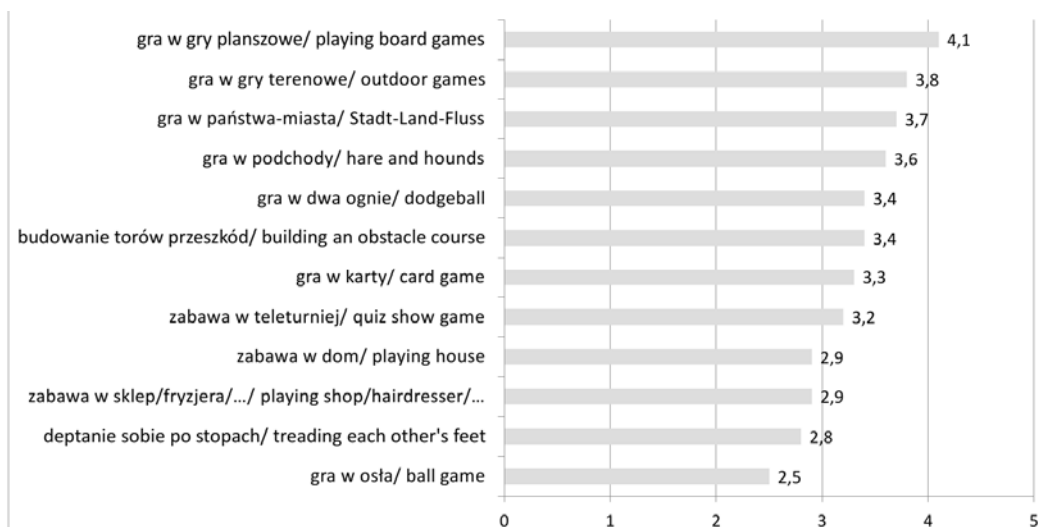 gra w gry planszowe/ playing board games 4,1
gra w gry terenowe/ outdoor games 3,8
gra w państwa-miasta/ Stadt-Land-Fluss 3,7
gra w podchody/ hare and hounds 3,6
gra w dwa ognie/ dodgeball 3,4
budowanie torów przeszkód/ building an obstacle course 3,4
gra w karty/ card game 3,3
zabawa w teleturniej/ quiz show game 3,2
zabawa w dom/ playing house 2,9
zabawa w sklep/fryzjera/.../ playing shop/hairdresser/... 2,9
deptanie sobie po stopach/ treading each other's feet 2,8
gra w osła/ ball game 2,5
0 1 2 3 4 5